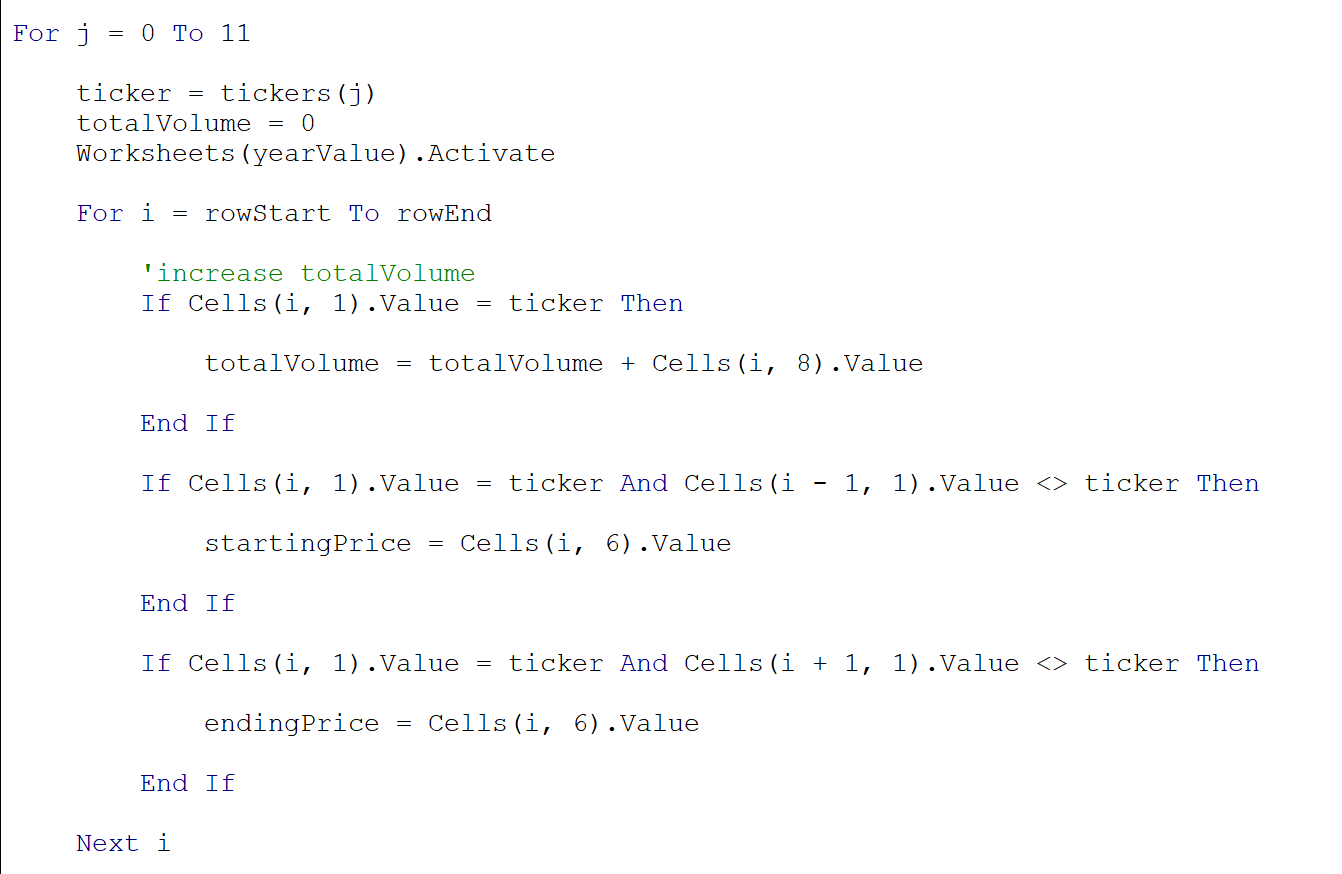 For j = 0 To 11
ticker = tickers(j)
totalVolume = 0
Worksheets(yearValue).Activate
For i = rowStart To rowEnd
'increase totalVolume
If Cells(i, 1).Value = ticker Then
totalVolume = totalVolume + Cells(i, 8).Value
End If
If Cells(i, 1).Value = ticker And Cells(i - 1, 1).Value <> ticker Then
startingPrice = Cells(i, 6).Value
End If
If Cells(i, 1).Value = ticker And Cells(i + 1, 1).Value <> ticker Then
endingPrice = Cells(i, 6).Value
End If
Next i